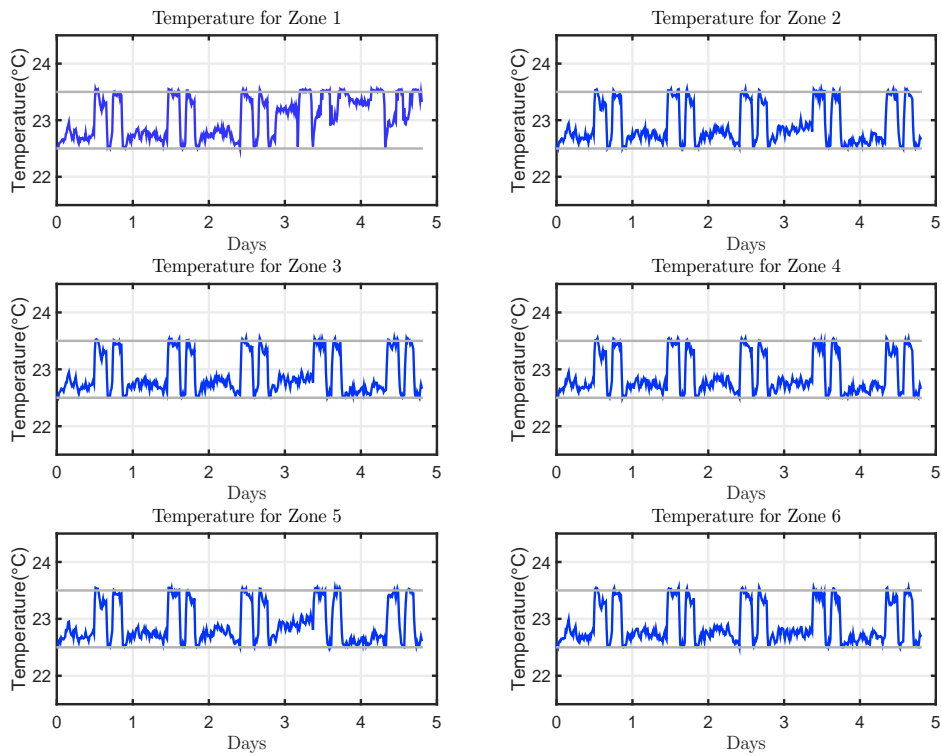 Temperature for Zone 1
Temperature(°C)
24
23
22
0 1 2 3 4 5
Days
Temperature for Zone 2
Temperature(°C)
24
23
22
0 1 2 3 4 5
Days
Temperature for Zone 3
Temperature(°C)
24
23
22
0 1 2 3 4 5
Days
Temperature for Zone 4
Temperature(°C)
24
23
22
0 1 2 3 4 5
Days
Temperature for Zone 5
Temperature(°C)
24
23
22
0 1 2 3 4 5
Days
Temperature for Zone 6
Temperature(°C)
24
23
22
0 1 2 3 4 5
Days